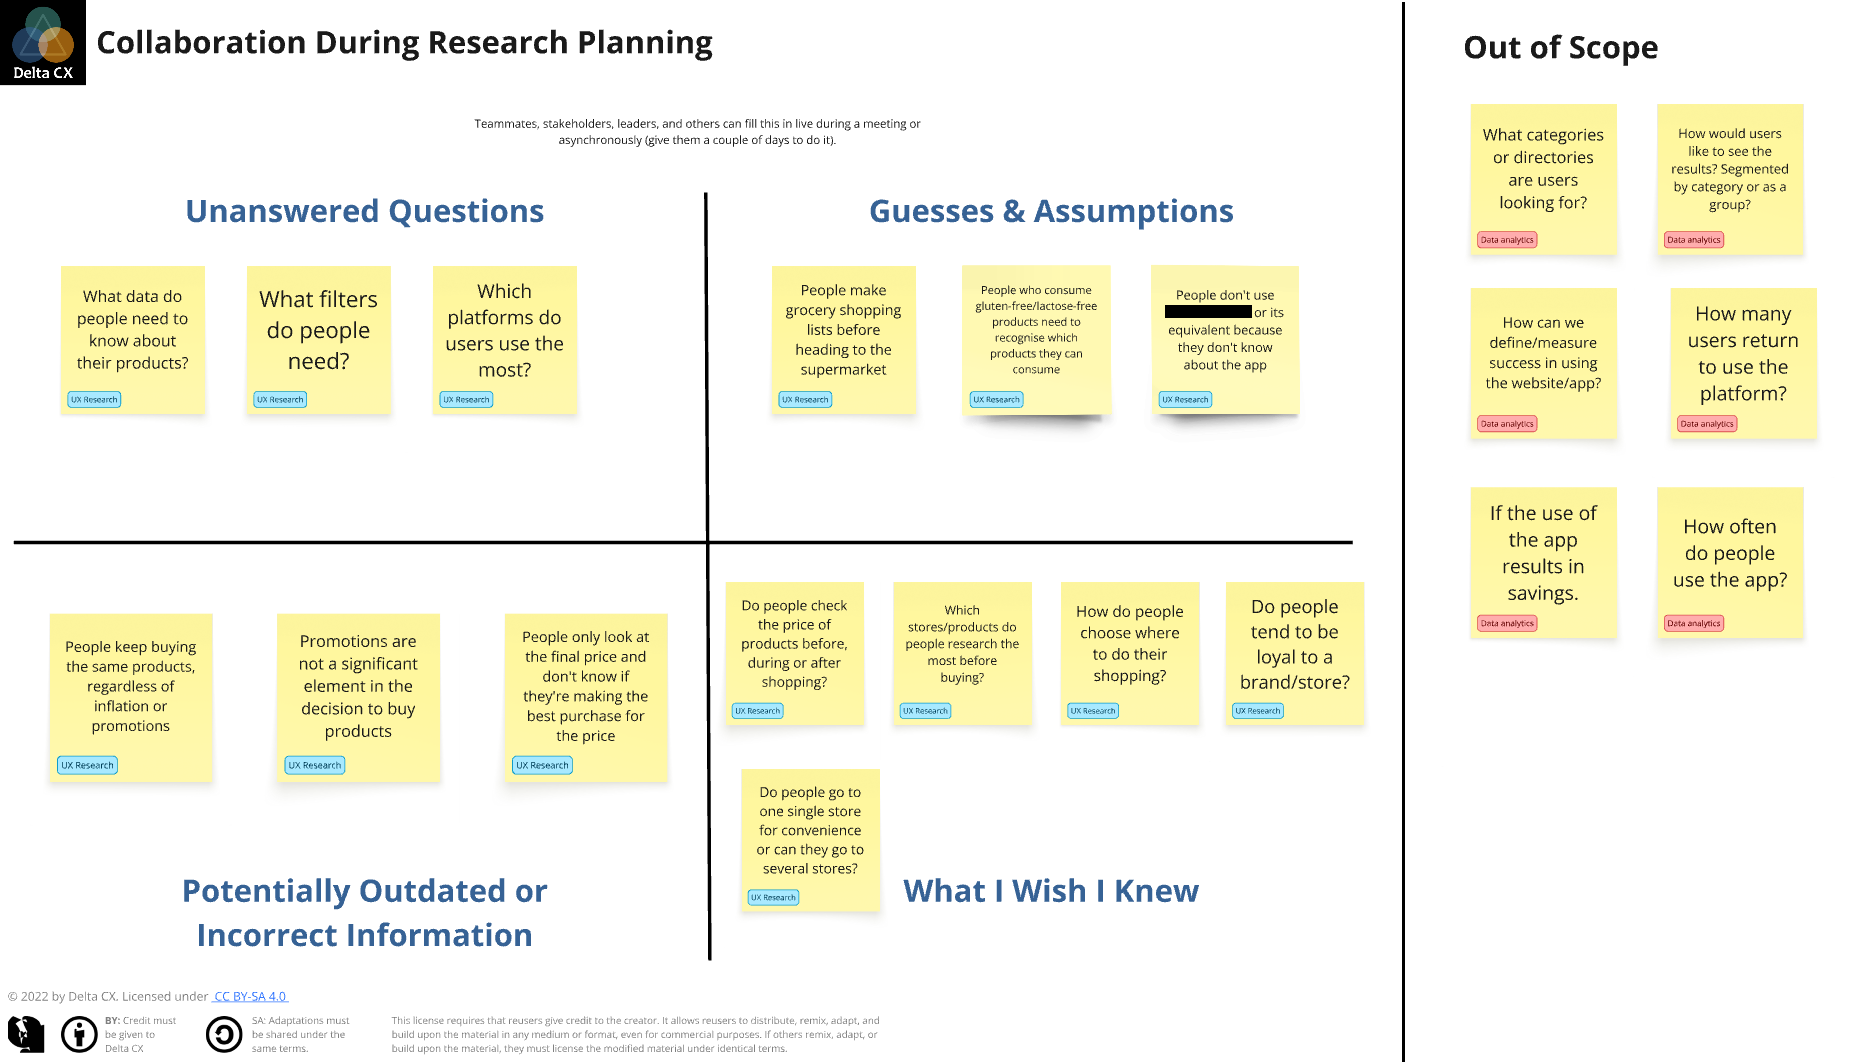 Delta CX
Collaboration During Research Planning
Teammates, stakeholders, leaders, and others can fill this in live during a meeting or
asynchronously (give them a couple of days to do it).
Unanswered Questions
What data do
people need to
know about
their products?
UX Research
What filters
do people
need?
UX Research
Which
platforms do
users use the
most?
UX Research
Guesses & Assumptions
People make
grocery shopping
lists before
heading to the
supermarket
UX Research
People who consume
gluten-free/lactose-free
products need to
recognise which
products they can
consume
UX Research
People don't use
or its
equivalent because
they don't know
about the app
UX Research
People keep buying
the same products,
regardless of
inflation or
promotions
UX Research
Promotions are
not a significant
element in the
decision to buy
products
UX Research
People only look at
the final price and
don't know if
they're making the
best purchase for
the price
UX Research
Potentially Outdated or
Incorrect Information
Do people check
the price of
products before,
during or after
shopping?
UX Research
Which
stores/products do
people research the
most before
buying?
UX Research
How do people
choose where
to do their
shopping?
UX Research
Do people
tend to be
loyal to a
brand/store?
UX Research
Do people go to
one single store
for convenience
or can they go to
several stores?
UX Research
What I Wish I Knew
Out of Scope
What categories
or directories
are users
looking for?
Data analytics
How would users
like to see the
results? Segmented
by category or as a
group?
Data analytics
How can we
define/measure
success in using
the website/app?
Data analytics
How many
users return
to use the
platform?
Data analytics
If the use of
the app
results in
savings.
Data analytics
How often
do people
use the app?
Data analytics
© 2022 by Delta CX. Licensed under CC BY-SA 4.0
BY: Credit must
be given to
Delta CX
SA: Adaptations must
be shared under the
same terms.
This license requires that reusers give credit to the creator. It allows reusers to distribute, remix, adapt, and
build upon the material in any medium or format, even for commercial purposes. If others remix, adapt, or
build upon the material, they must license the modified material under identical terms.